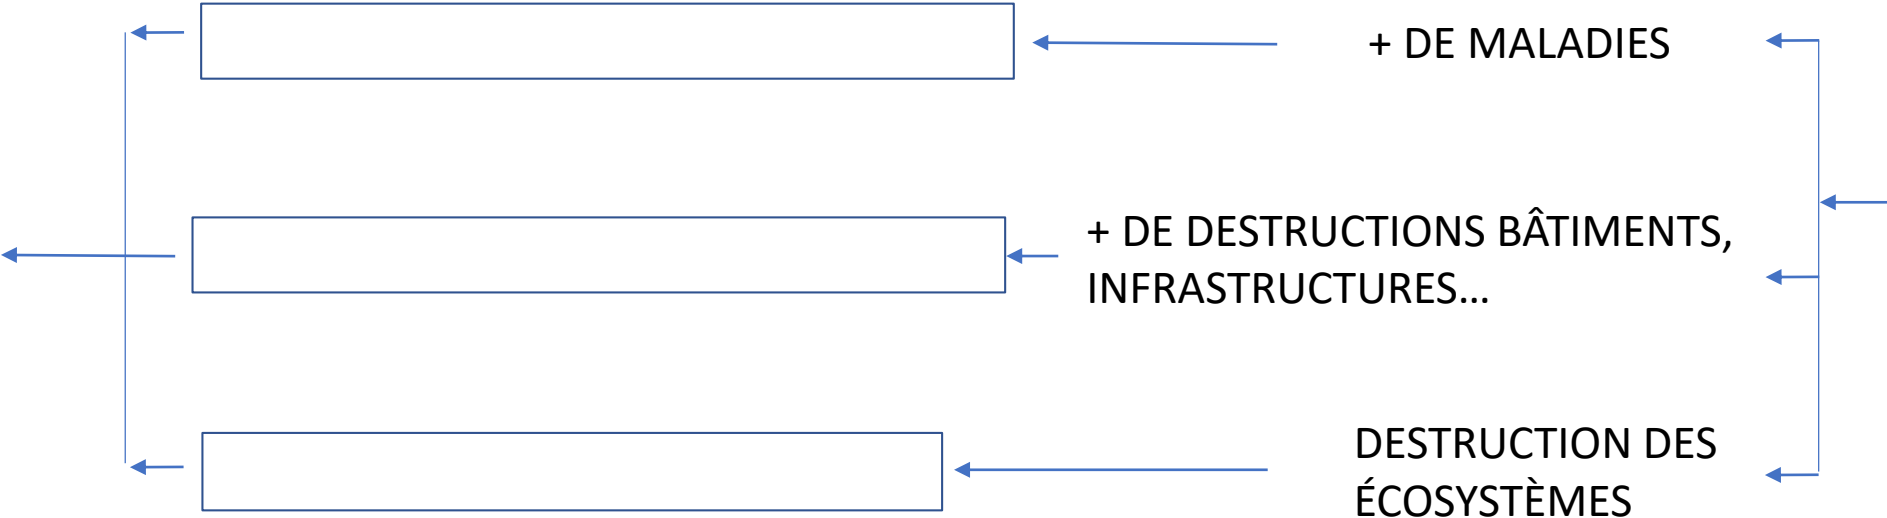 + DE MALADIES
+ DE DESTRUCTIONS BÂTIMENTS,
INFRASTRUCTURES...
DESTRUCTION DES
ÉCOSYSTÈMES